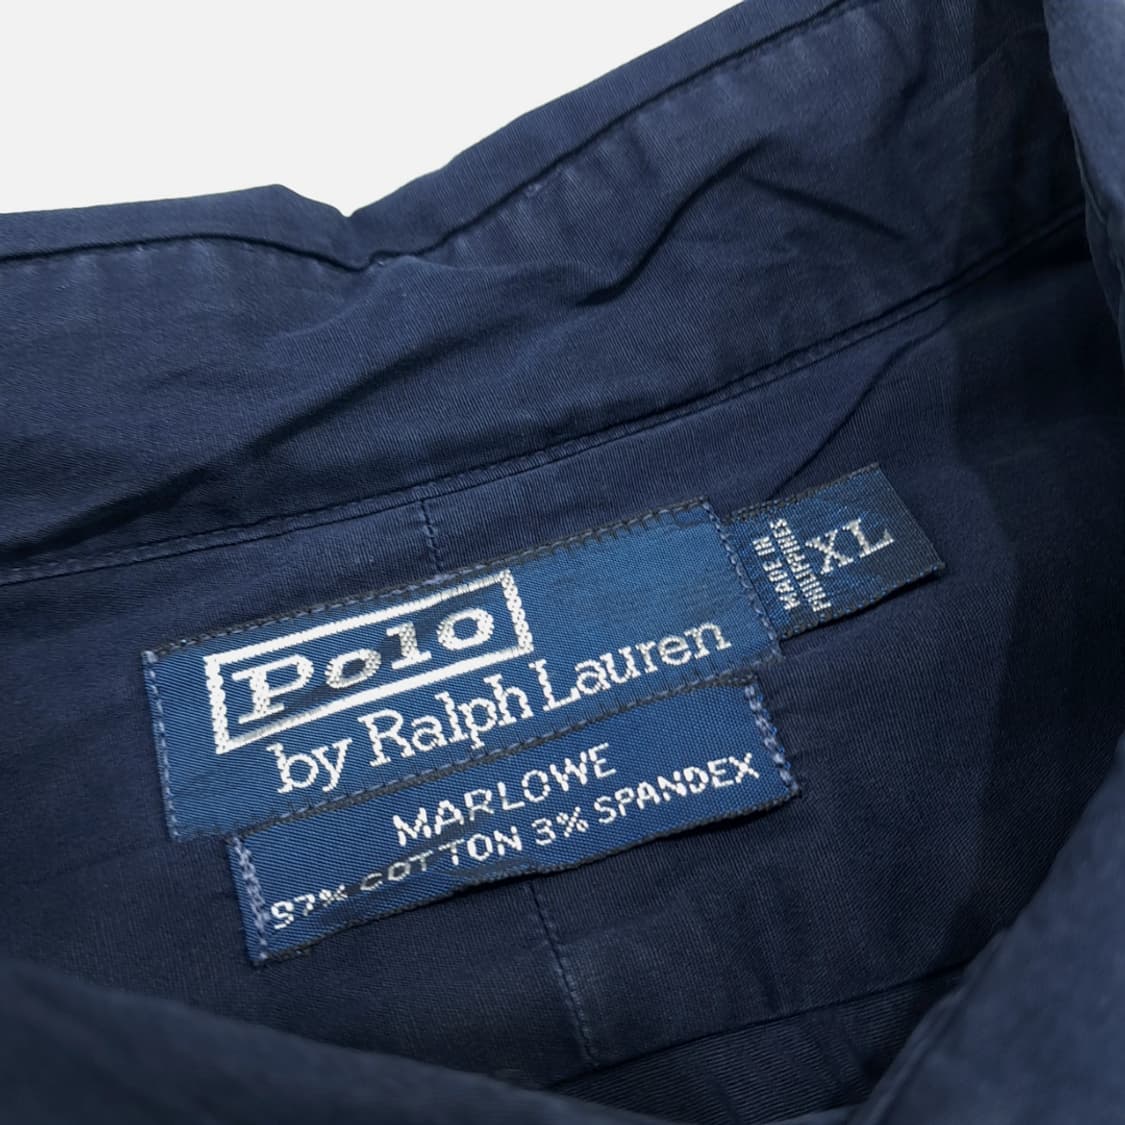 Polo
by Ralph Lauren
MADE IN
PHILIPPINES
XL
MARLOWE
97% COTTON 3% SPANDEX